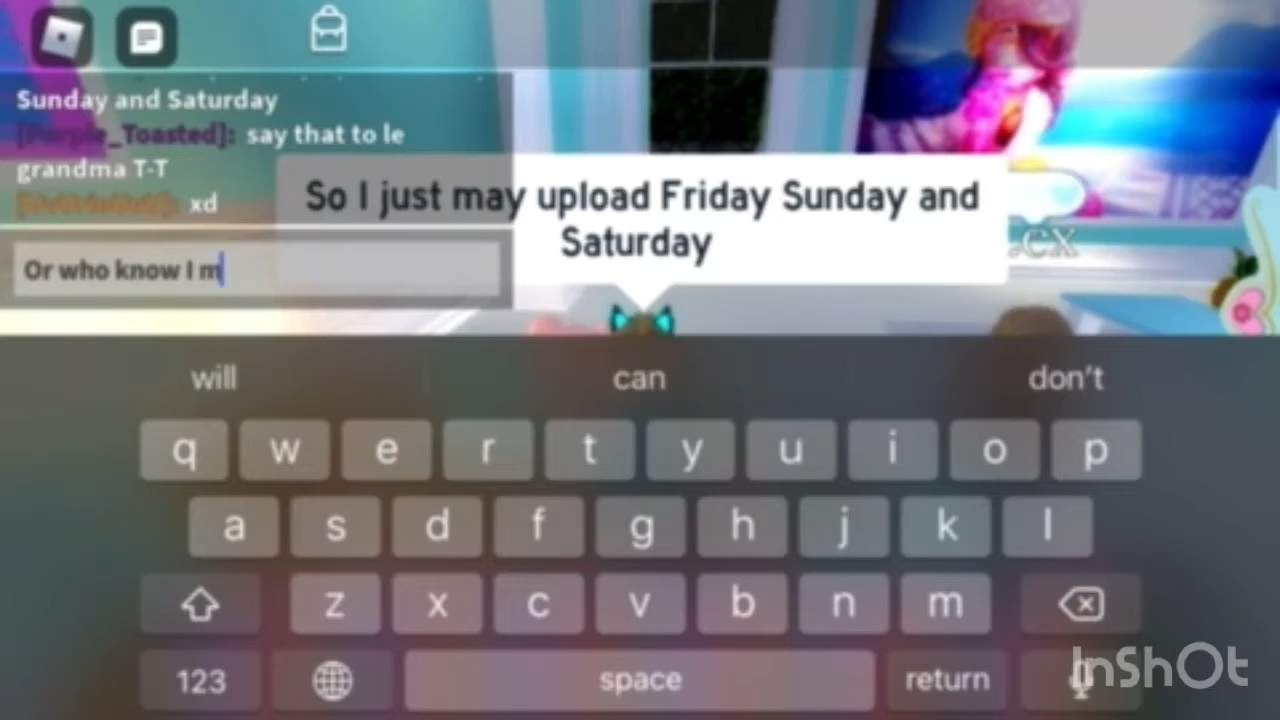 Sunday and Saturday
[Purple_Toasted]: say that to le
grandma T-T
xd
So I just may upload Friday Sunday and
Saturday
Or who know I m
will can don't
q w e r t y u i o p
a s d f g h j k l
z x c v b n m
123 space return
InShOt